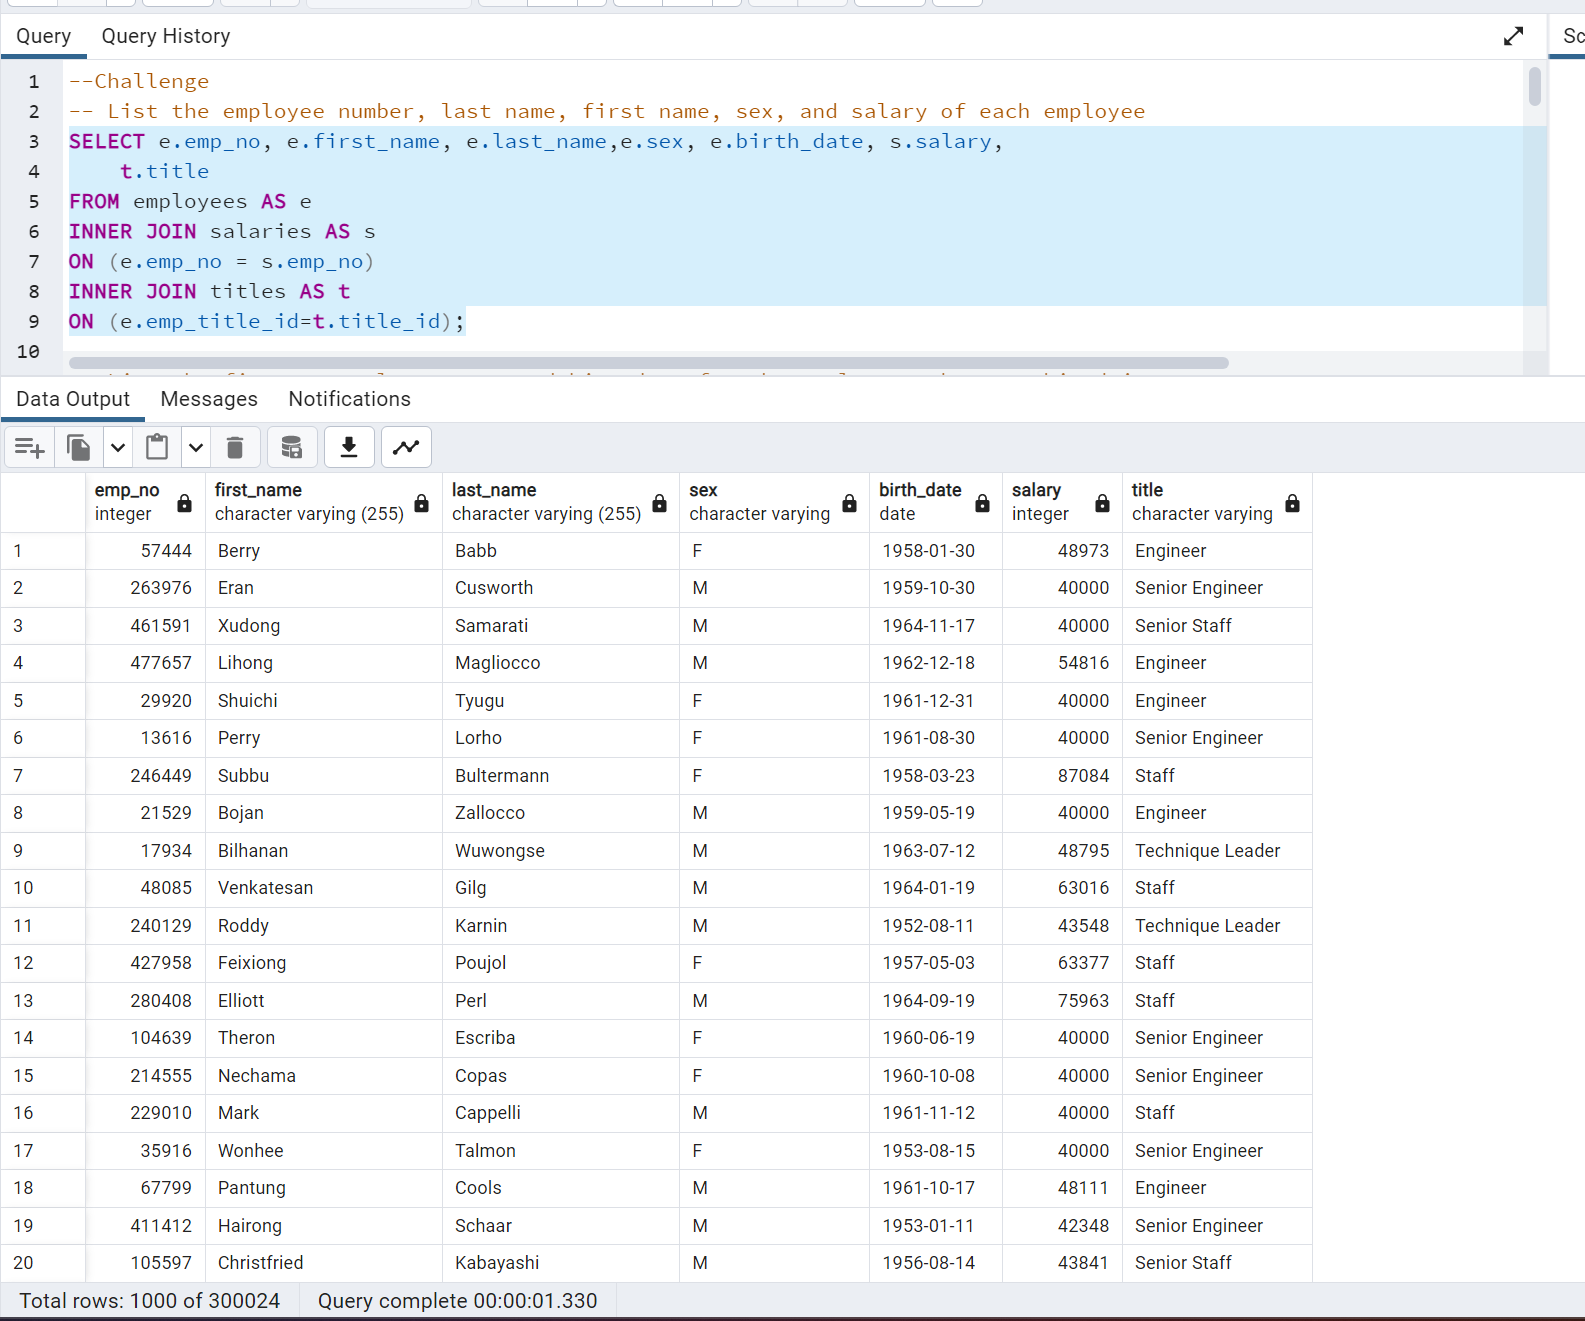 Query Query History Sc
1 --Challenge
2 -- List the employee number, last name, first name, sex, and salary of each employee
3 SELECT e.emp_no, e.first_name, e.last_name,e.sex, e.birth_date, s.salary,
4 t.title
5 FROM employees AS e
6 INNER JOIN salaries AS s
7 ON (e.emp_no = s.emp_no)
8 INNER JOIN titles AS t
9 ON (e.emp_title_id=t.title_id);
10
Data Output Messages Notifications
emp_no first_name last_name sex birth_date salary title
integer character varying (255) character varying (255) character varying date integer character varying
1 57444 Berry Babb F 1958-01-30 48973 Engineer
2 263976 Eran Cusworth M 1959-10-30 40000 Senior Engineer
3 461591 Xudong Samarati M 1964-11-17 40000 Senior Staff
4 477657 Lihong Magliocco M 1962-12-18 54816 Engineer
5 29920 Shuichi Tyugu F 1961-12-31 40000 Engineer
6 13616 Perry Lorho F 1961-08-30 40000 Senior Engineer
7 246449 Subbu Bultermann F 1958-03-23 87084 Staff
8 21529 Bojan Zallocco M 1959-05-19 40000 Engineer
9 17934 Bilhanan Wuwongse M 1963-07-12 48795 Technique Leader
10 48085 Venkatesan Gilg M 1964-01-19 63016 Staff
11 240129 Roddy Karnin M 1952-08-11 43548 Technique Leader
12 427958 Feixiong Poujol F 1957-05-03 63377 Staff
13 280408 Elliott Perl M 1964-09-19 75963 Staff
14 104639 Theron Escriba F 1960-06-19 40000 Senior Engineer
15 214555 Nechama Copas F 1960-10-08 40000 Senior Engineer
16 229010 Mark Cappelli M 1961-11-12 40000 Staff
17 35916 Wonhee Talmon F 1953-08-15 40000 Senior Engineer
18 67799 Pantung Cools M 1961-10-17 48111 Engineer
19 411412 Hairong Schaar M 1953-01-11 42348 Senior Engineer
20 105597 Christfried Kabayashi M 1956-08-14 43841 Senior Staff
Total rows: 1000 of 300024 Query complete 00:00:01.330